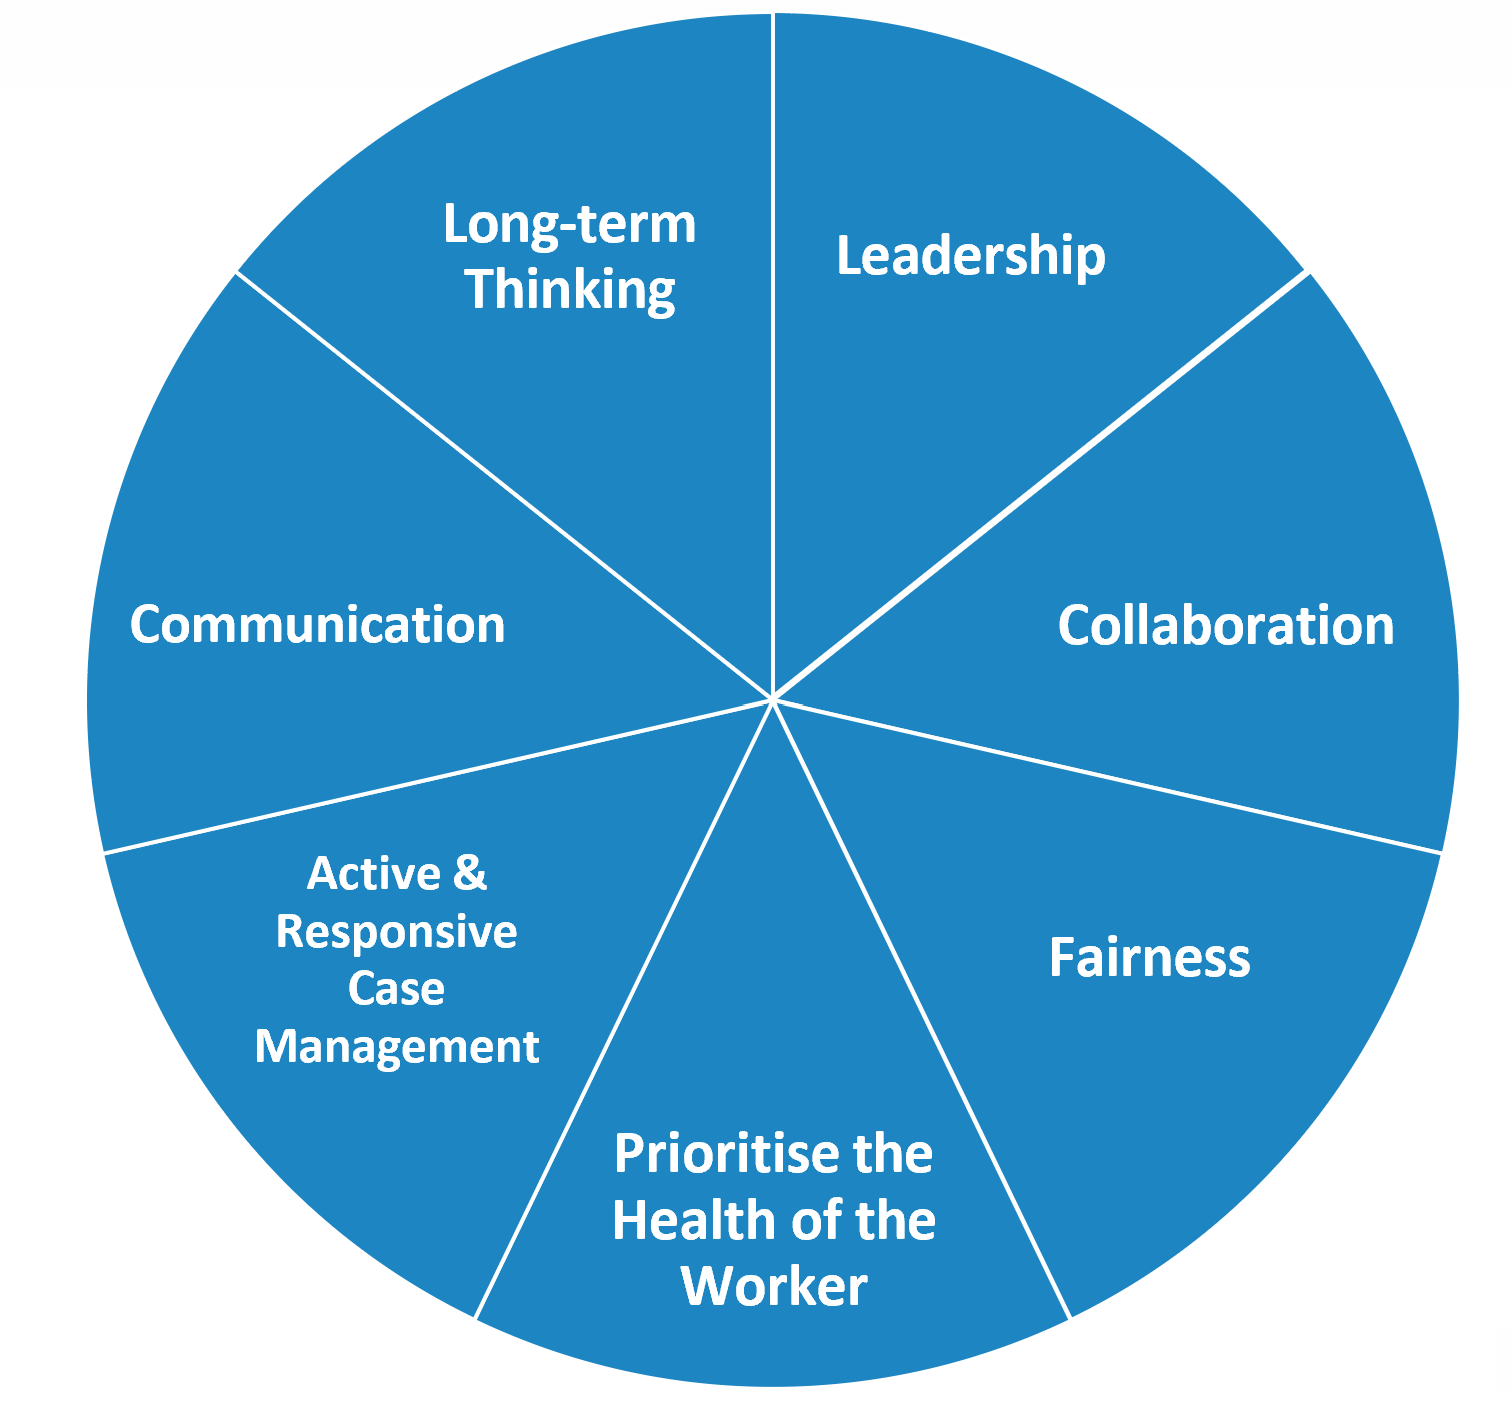 Long-term
Thinking
Leadership
Communication
Collaboration
Active &
Responsive
Case
Management
Fairness
Prioritise the
Health of the
Worker